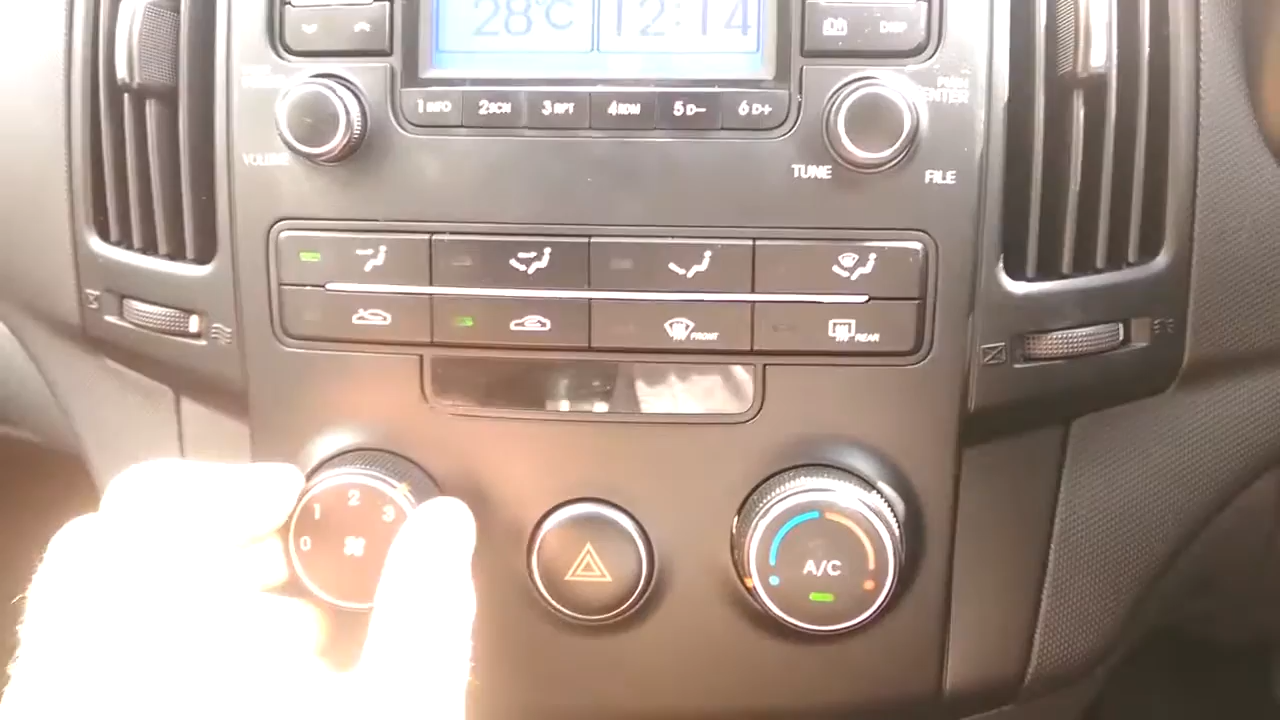 28°C 12:14
DISP
1 INFO 2 SCN 3 RPT 4 RDM 5 D- 6 D+
ENTER
VOLUME
TUNE
FILE
FRONT
REAR
0 1 2 3
A/C